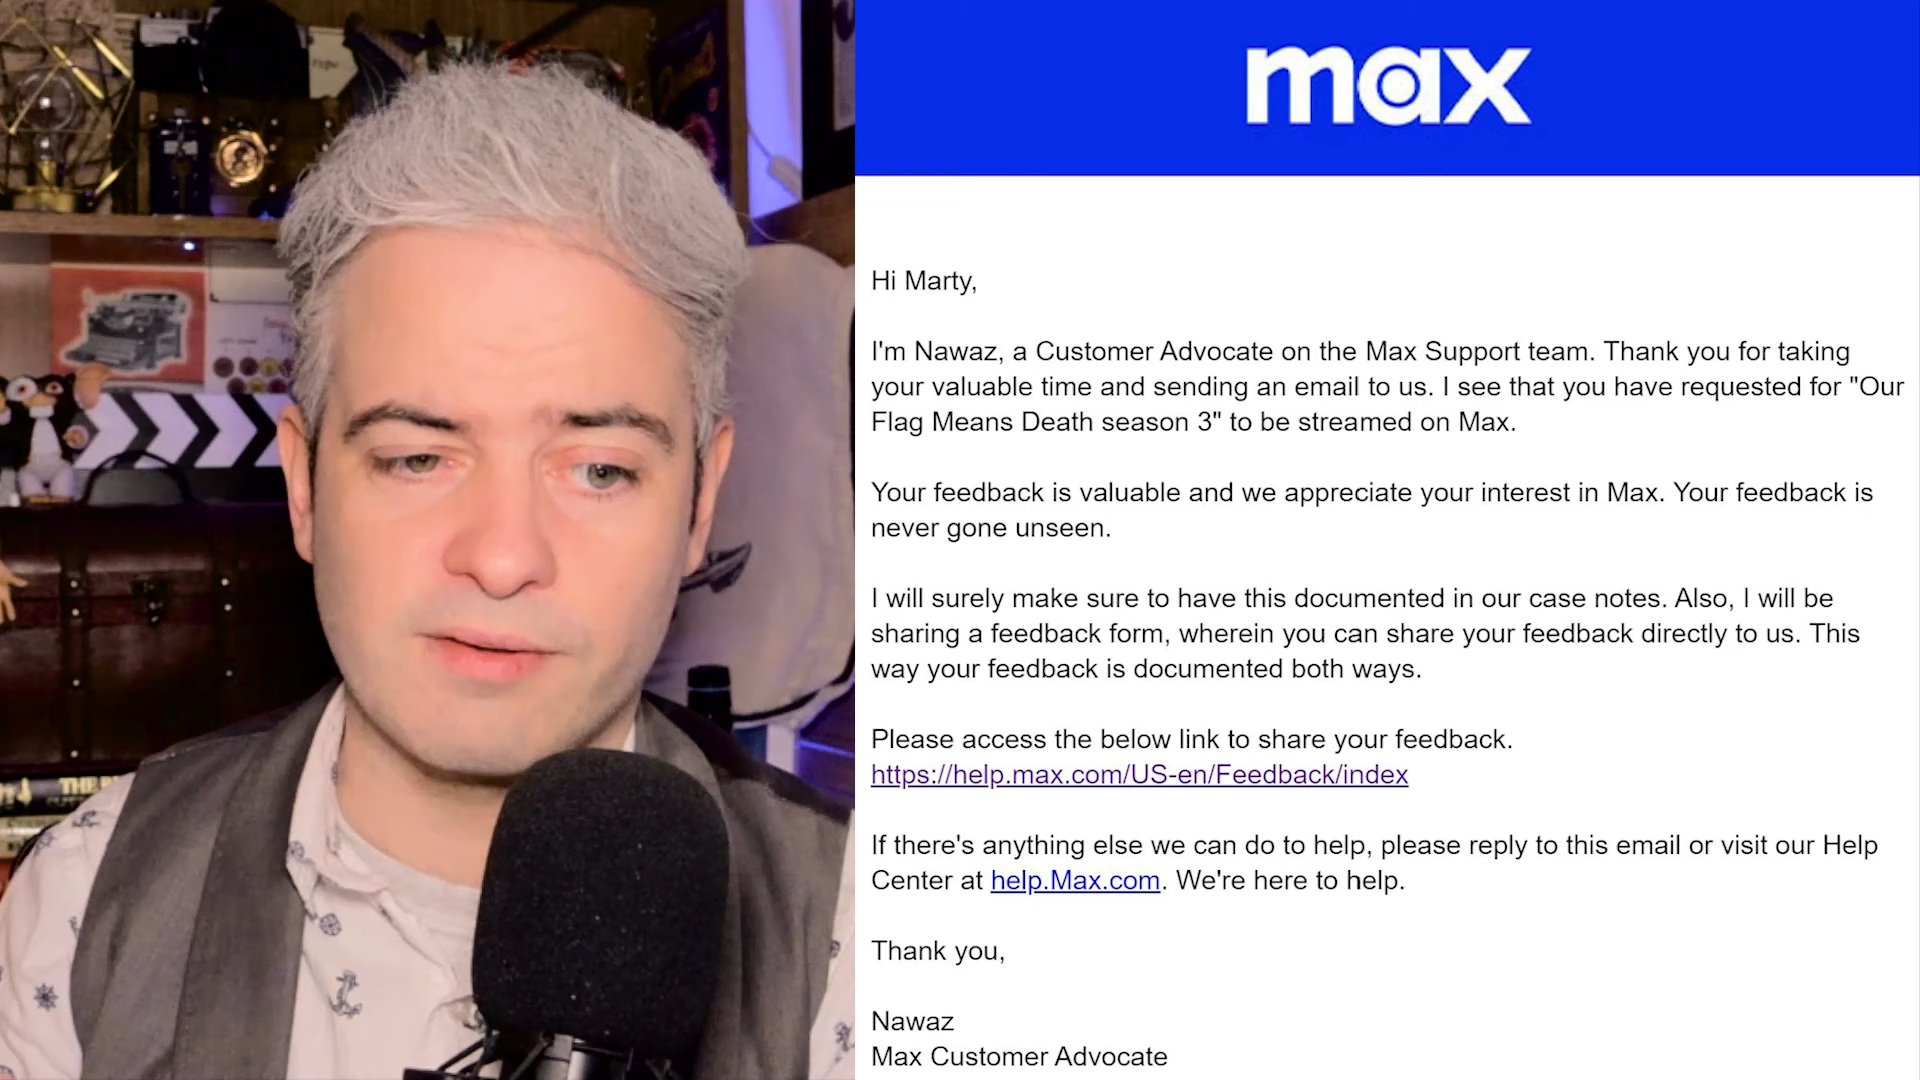 max
Hi Marty,
I'm Nawaz, a Customer Advocate on the Max Support team. Thank you for taking
your valuable time and sending an email to us. I see that you have requested for "Our
Flag Means Death season 3" to be streamed on Max.
Your feedback is valuable and we appreciate your interest in Max. Your feedback is
never gone unseen.
I will surely make sure to have this documented in our case notes. Also, I will be
sharing a feedback form, wherein you can share your feedback directly to us. This
way your feedback is documented both ways.
Please access the below link to share your feedback.
https://help.max.com/US-en/Feedback/index
If there's anything else we can do to help, please reply to this email or visit our Help
Center at help.Max.com. We're here to help.
Thank you,
Nawaz
Max Customer Advocate